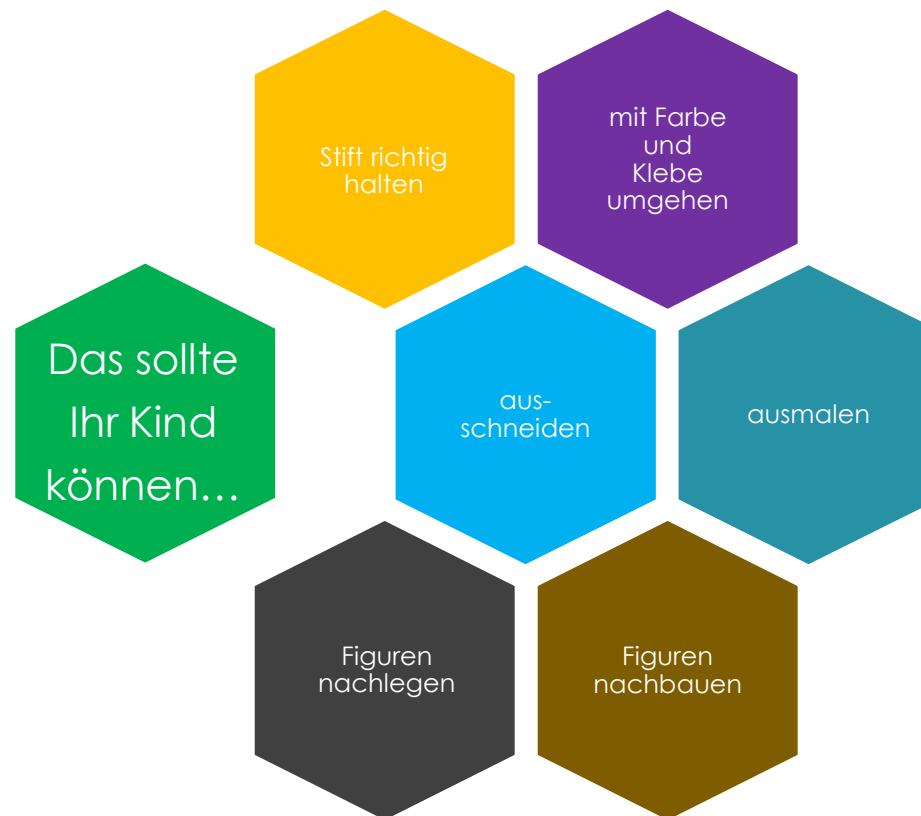 Das sollte
Ihr Kind
können...
Stift richtig
halten
mit Farbe
und
Klebe
umgehen
aus-
schneiden
ausmalen
Figuren
nachlegen
Figuren
nachbauen